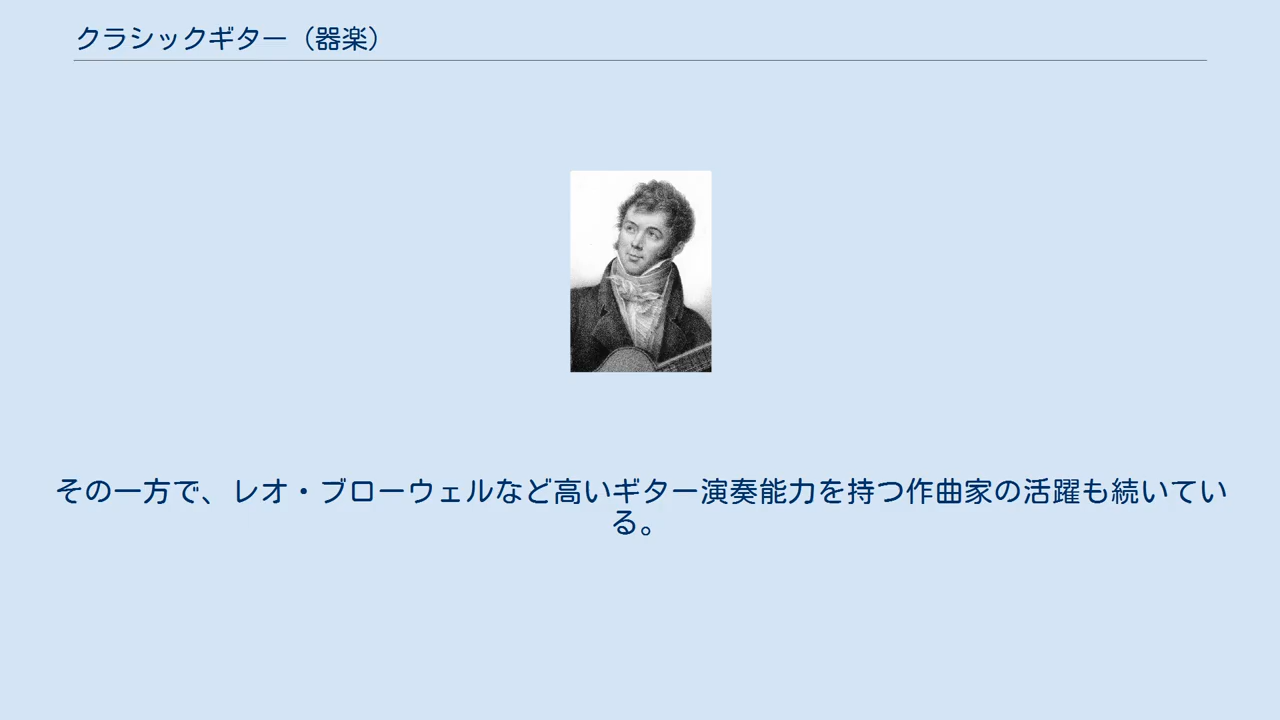 クラシックギター（器楽）
その一方で、レオ・ブローウェルなど高いギター演奏能力を持つ作曲家の活躍も続いてい
る。